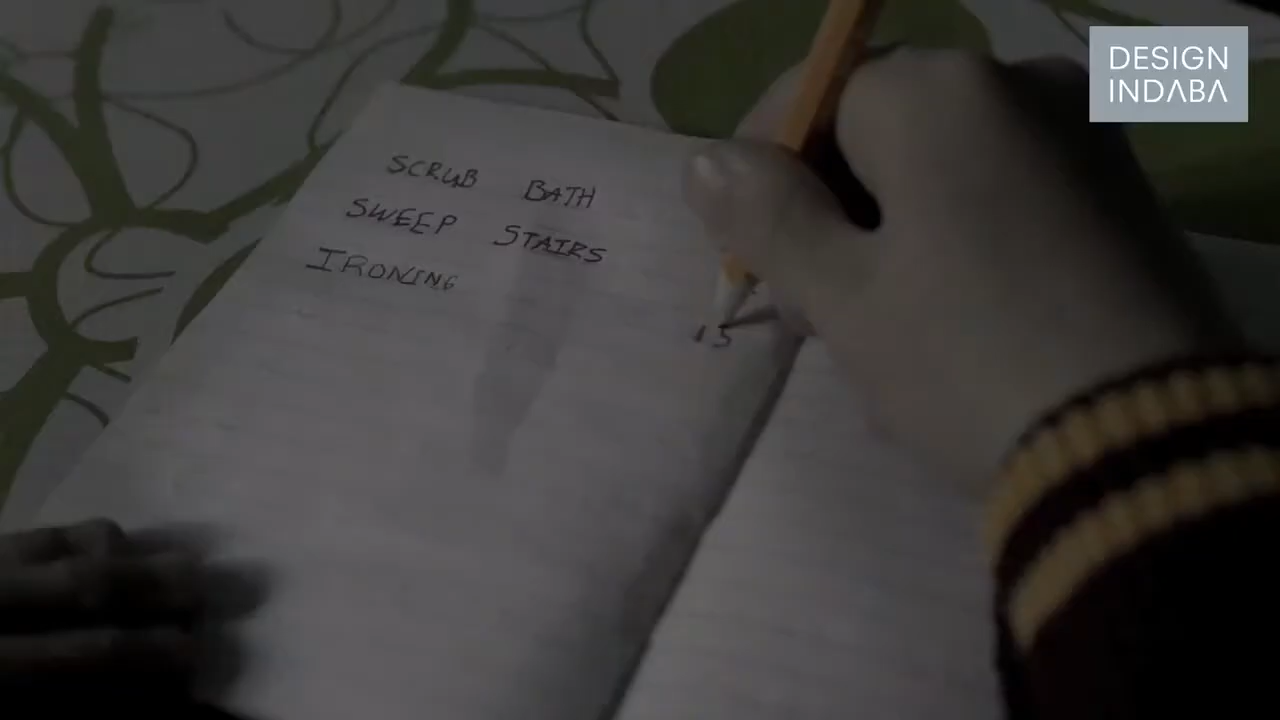 DESIGN
INDABA
SCRUB BATH
SWEEP STAIRS
IRONING
15